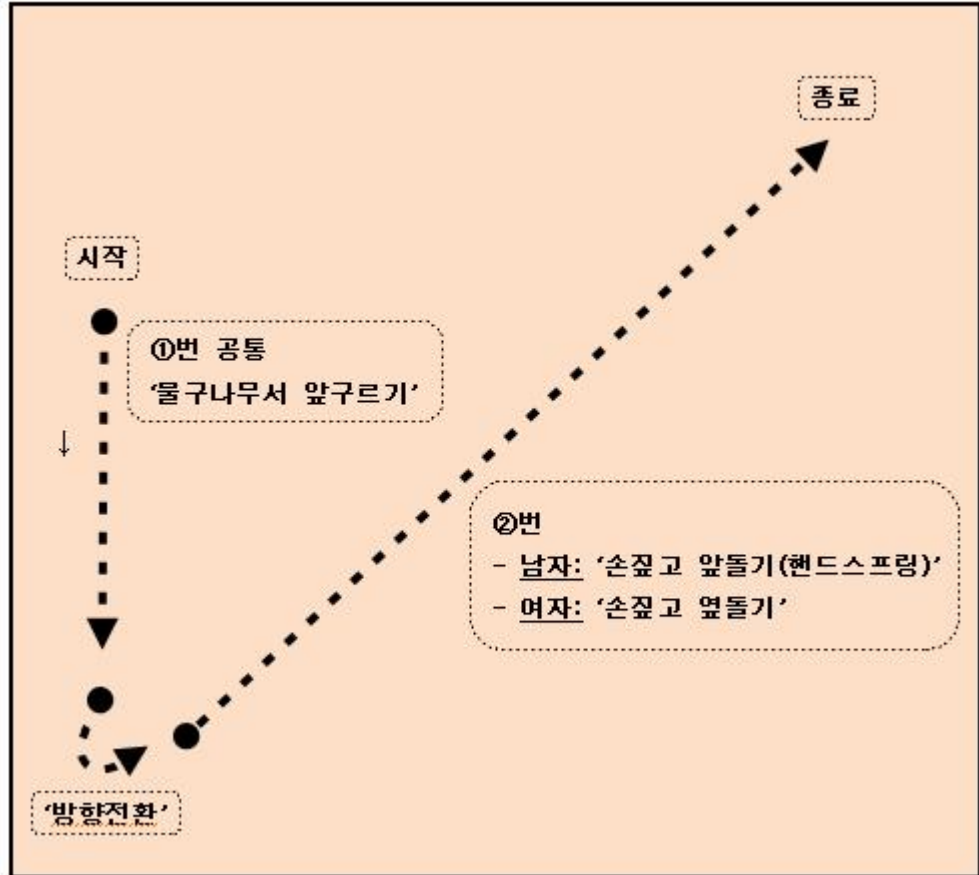 종료
시작
①번 공통
‘물구나무서 앞구르기’
↓
②번
- 남자: ‘손짚고 앞돌기(핸드스프링)’
- 여자: ‘손짚고 옆돌기’
‘방향전환’